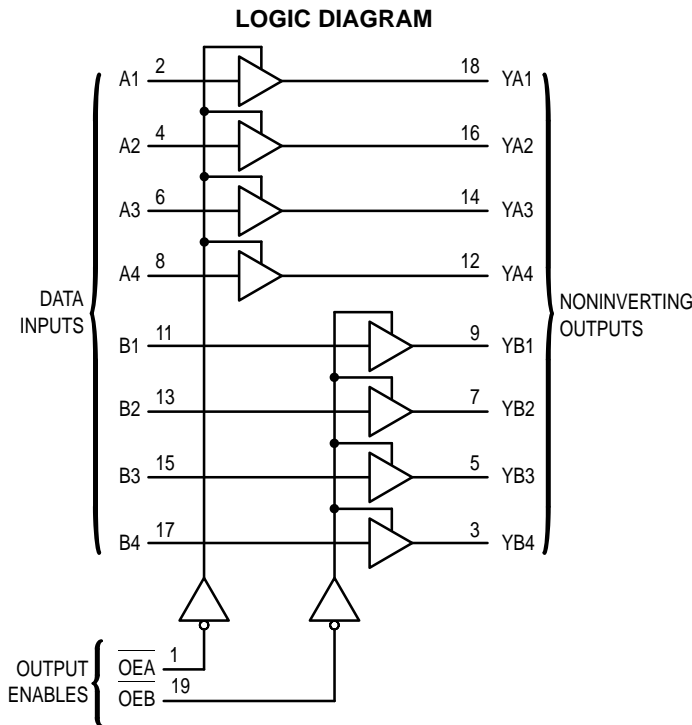 LOGIC DIAGRAM
A1 2 18 YA1
A2 4 16 YA2
A3 6 14 YA3
A4 8 12 YA4
DATA
INPUTS
NONINVERTING
OUTPUTS
B1 11 9 YB1
B2 13 7 YB2
B3 15 5 YB3
B4 17 3 YB4
OUTPUT
ENABLES
O̅E̅A̅ 1
O̅E̅B̅ 19